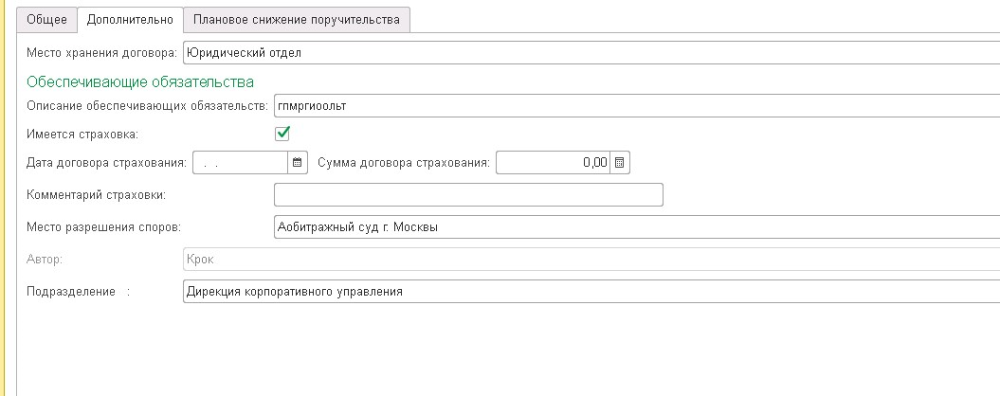 Общее Дополнительно Плановое снижение поручительства
Место хранения договора: Юридический отдел
Обеспечивающие обязательства
Описание обеспечивающих обязательств: гпмргиоольт
Имеется страховка:
Дата договора страхования: . . Сумма договора страхования: 0,00
Комментарий страховки:
Место разрешения споров: Аобитражный суд г. Москвы
Автор: Крок
Подразделение : Дирекция корпоративного управления